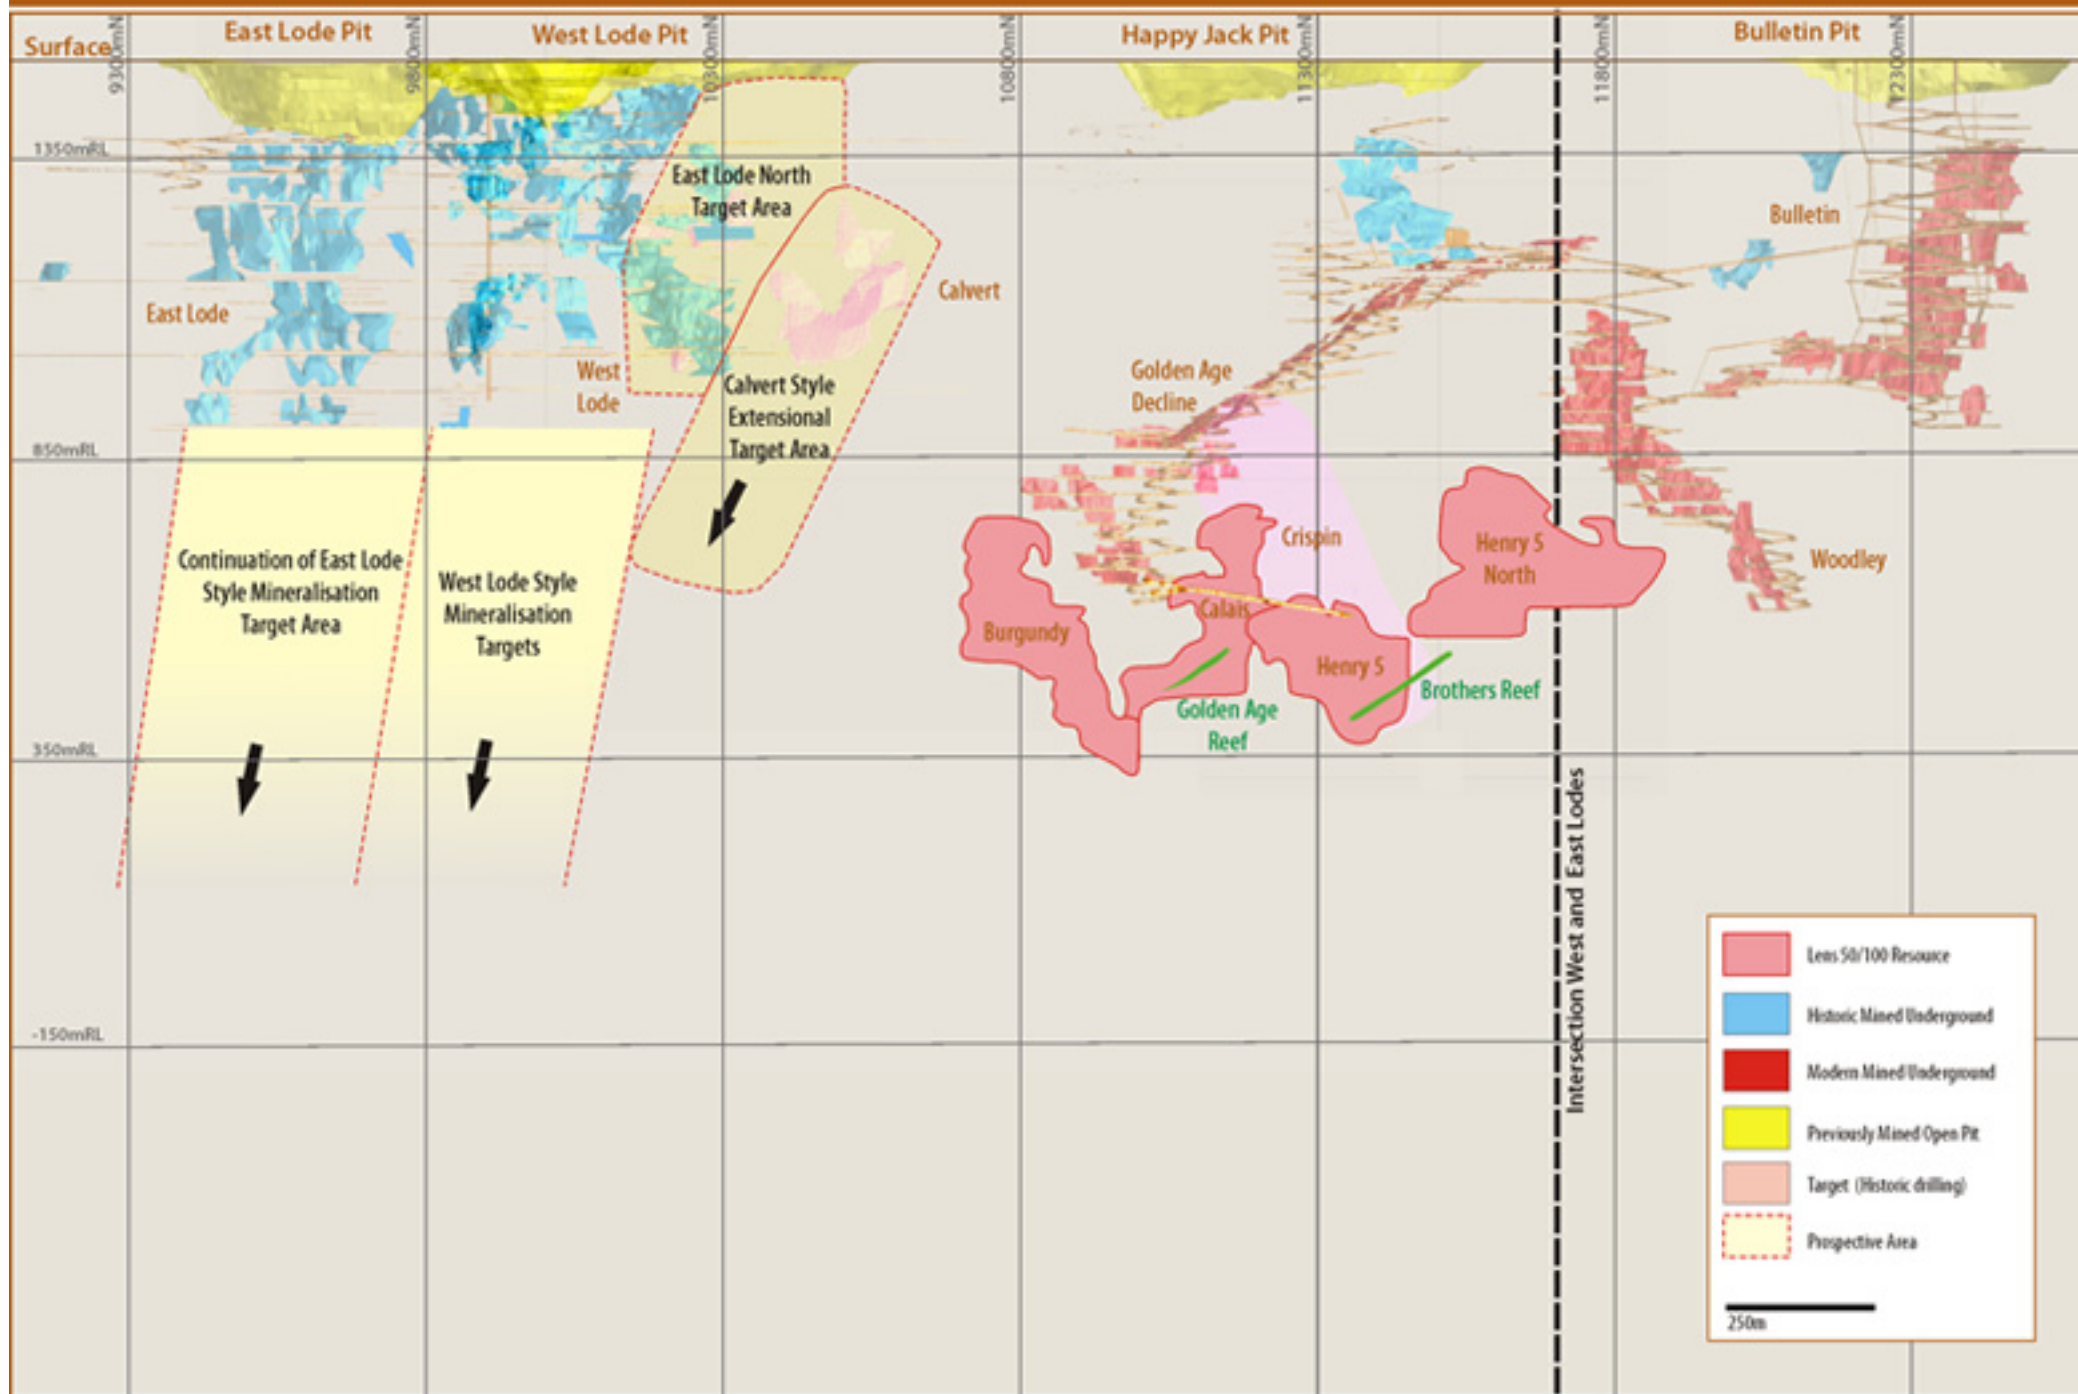 East Lode Pit
West Lode Pit
Happy Jack Pit
Bulletin Pit
Surface
9300mN
9800mN
10300mN
10800mN
11300mN
11800mN
12300mN
1350mRL
850mRL
350mRL
-150mRL
East Lode North
Target Area
East Lode
West
Lode
Calvert
Calvert Style
Extensional
Target Area
Continuation of East Lode
Style Mineralisation
Target Area
West Lode Style
Mineralisation
Targets
Golden Age
Decline
Bulletin
Crispin
Henry 5
North
Woodley
Burgundy
Calais
Henry 5
Golden Age
Reef
Brothers Reef
Intersection West and East Lodes
Lens 50/100 Resource
Historic Mined Underground
Modern Mined Underground
Previously Mined Open Pit
Target (Historic drilling)
Prospective Area
250m